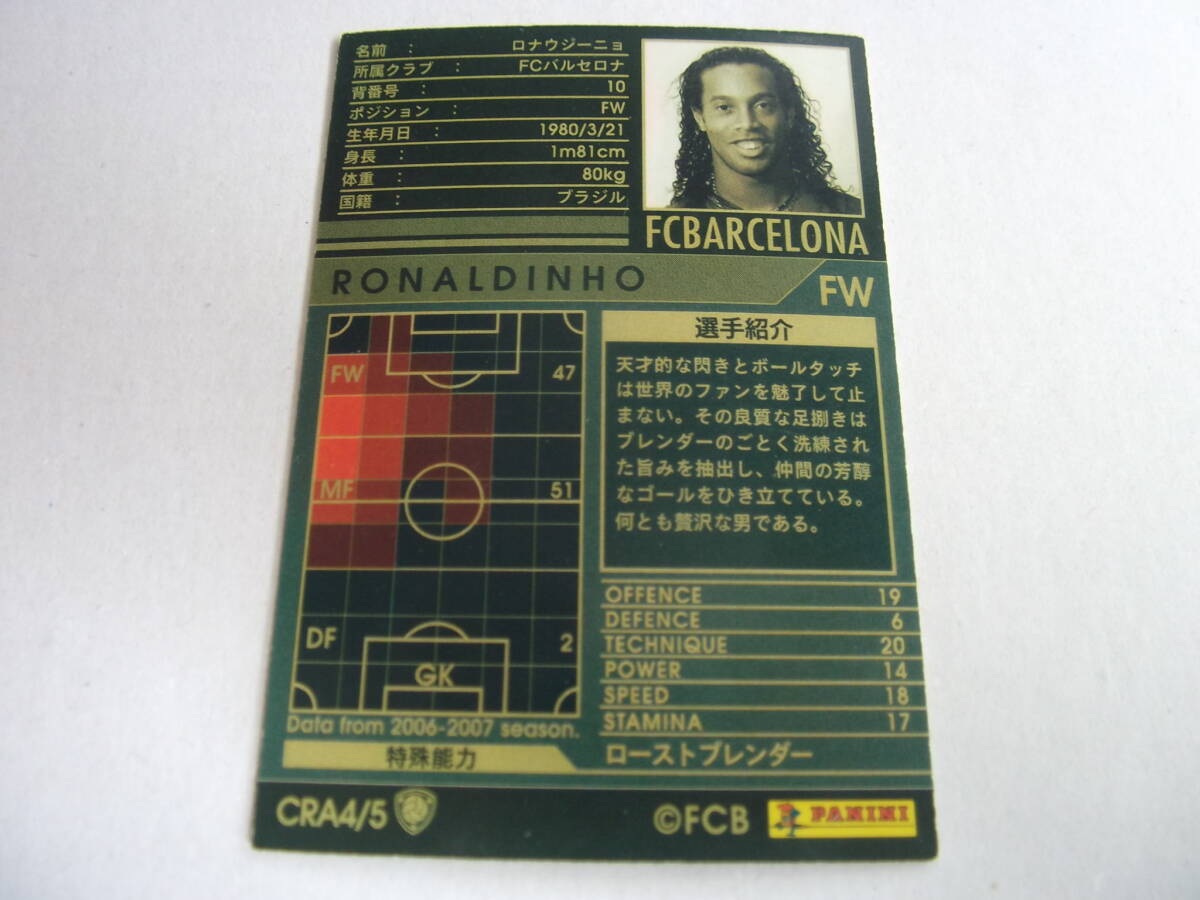 名前 : ロナウジーニョ
所属クラブ : FCバルセロナ
背番号 : 10
ポジション : FW
生年月日 : 1980/3/21
身長 : 1m81cm
体重 : 80kg
国籍 : ブラジル
FCBARCELONA
RONALDINHO
FW
FW 47
MF 51
DF 2
GK
Data from 2006-2007 season.
選手紹介
天才的な閃きとボールタッチ
は世界のファンを魅了して止
まない。その良質な足捌きは
ブレンダーのごとく洗練され
た旨みを抽出し、仲間の芳醇
なゴールをひき立てている。
何とも贅沢な男である。
OFFENCE 19
DEFENCE 6
TECHNIQUE 20
POWER 14
SPEED 18
STAMINA 17
特殊能力
ローストブレンダー
CRA4/5
©FCB
PANINI